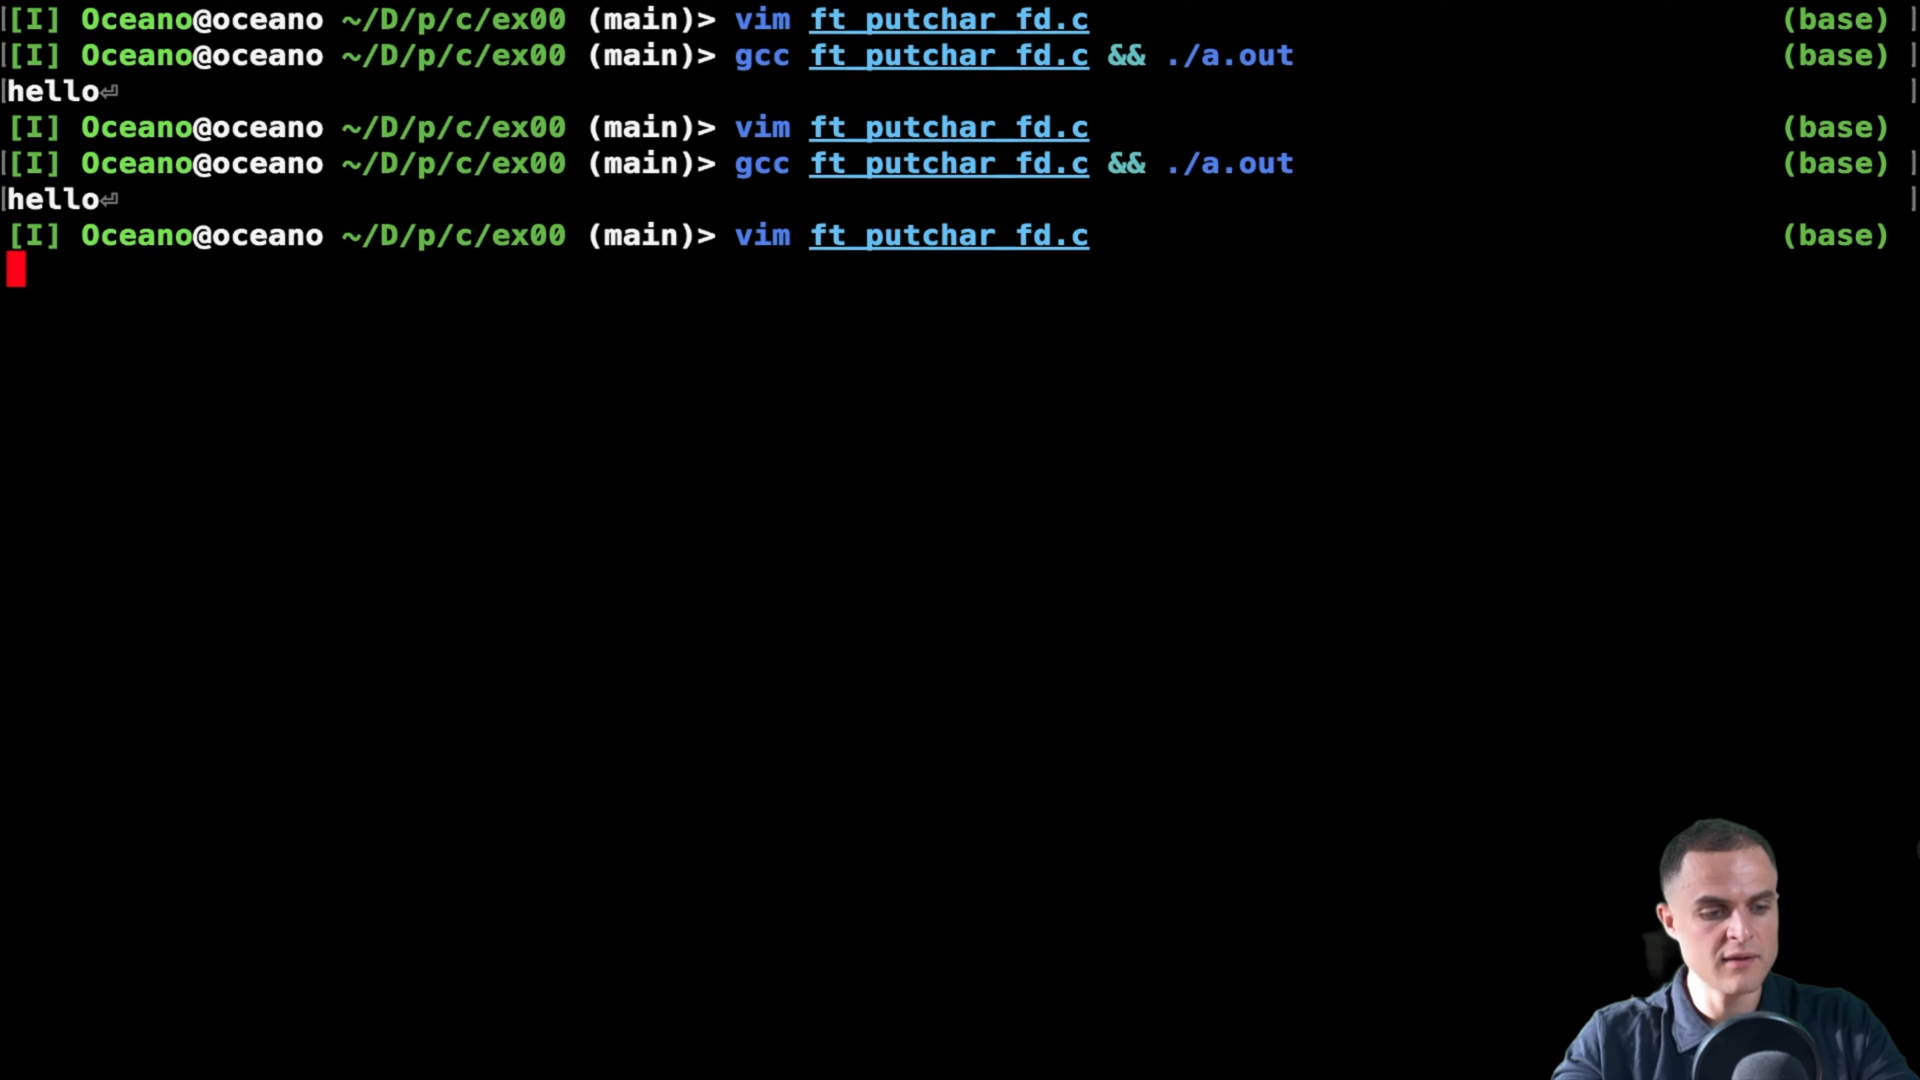 [I] Oceano@oceano ~/D/p/c/ex00 (main)> vim ft_putchar_fd.c (base)
[I] Oceano@oceano ~/D/p/c/ex00 (main)> gcc ft_putchar_fd.c && ./a.out (base)
hello⏎
[I] Oceano@oceano ~/D/p/c/ex00 (main)> vim ft_putchar_fd.c (base)
[I] Oceano@oceano ~/D/p/c/ex00 (main)> gcc ft_putchar_fd.c && ./a.out (base)
hello⏎
[I] Oceano@oceano ~/D/p/c/ex00 (main)> vim ft_putchar_fd.c (base)